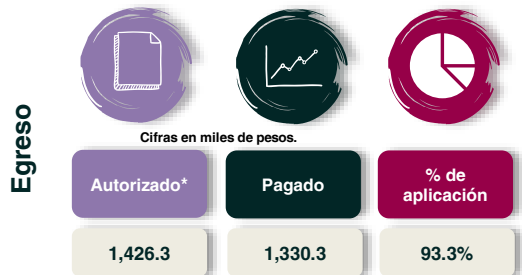 Egreso
Cifras en miles de pesos.
Autorizado*
Pagado
% de
aplicación
1,426.3
1,330.3
93.3%